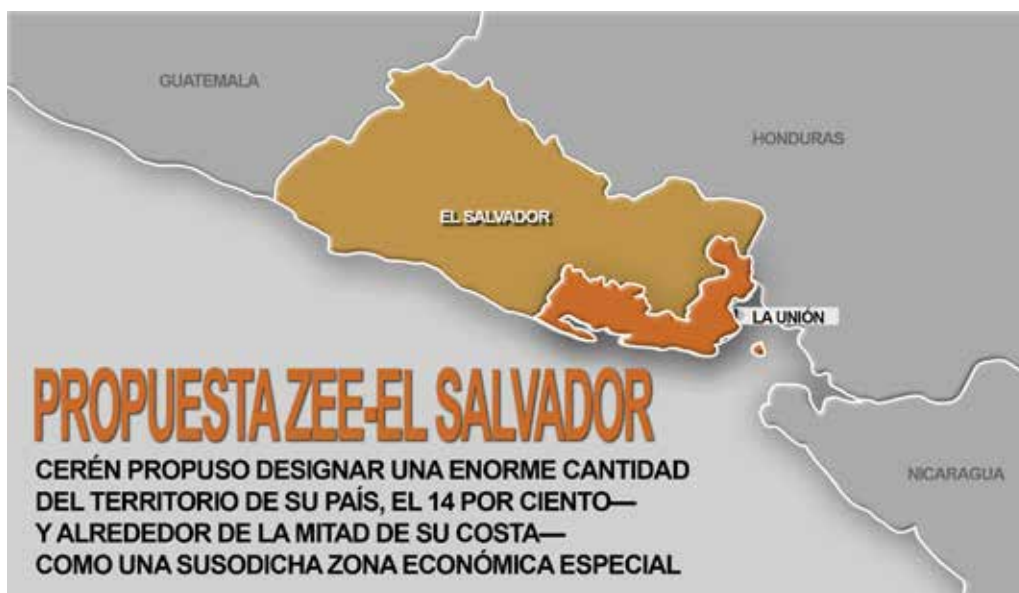 GUATEMALA
HONDURAS
EL SALVADOR
LA UNIÓN
PROPUESTA ZEE-EL SALVADOR
CERÉN PROPUSO DESIGNAR UNA ENORME CANTIDAD
DEL TERRITORIO DE SU PAÍS, EL 14 POR CIENTO—
Y ALREDEDOR DE LA MITAD DE SU COSTA—
COMO UNA SUSODICHA ZONA ECONÓMICA ESPECIAL
NICARAGUA